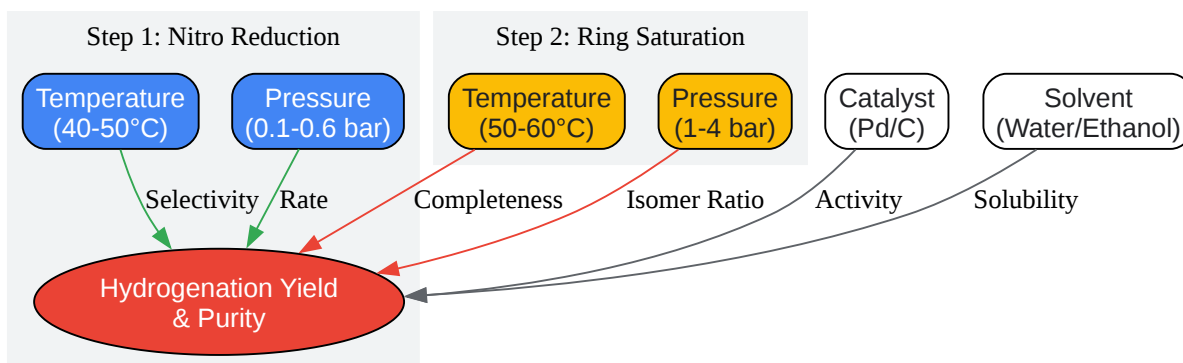 Step 1: Nitro Reduction
Step 2: Ring Saturation
Temperature
(40-50°C)
Pressure
(0.1-0.6 bar)
Temperature
(50-60°C)
Pressure
(1-4 bar)
Catalyst
(Pd/C)
Solvent
(Water/Ethanol)
Selectivity
Rate
Completeness
Isomer Ratio
Activity
Solubility
Hydrogenation Yield
& Purity